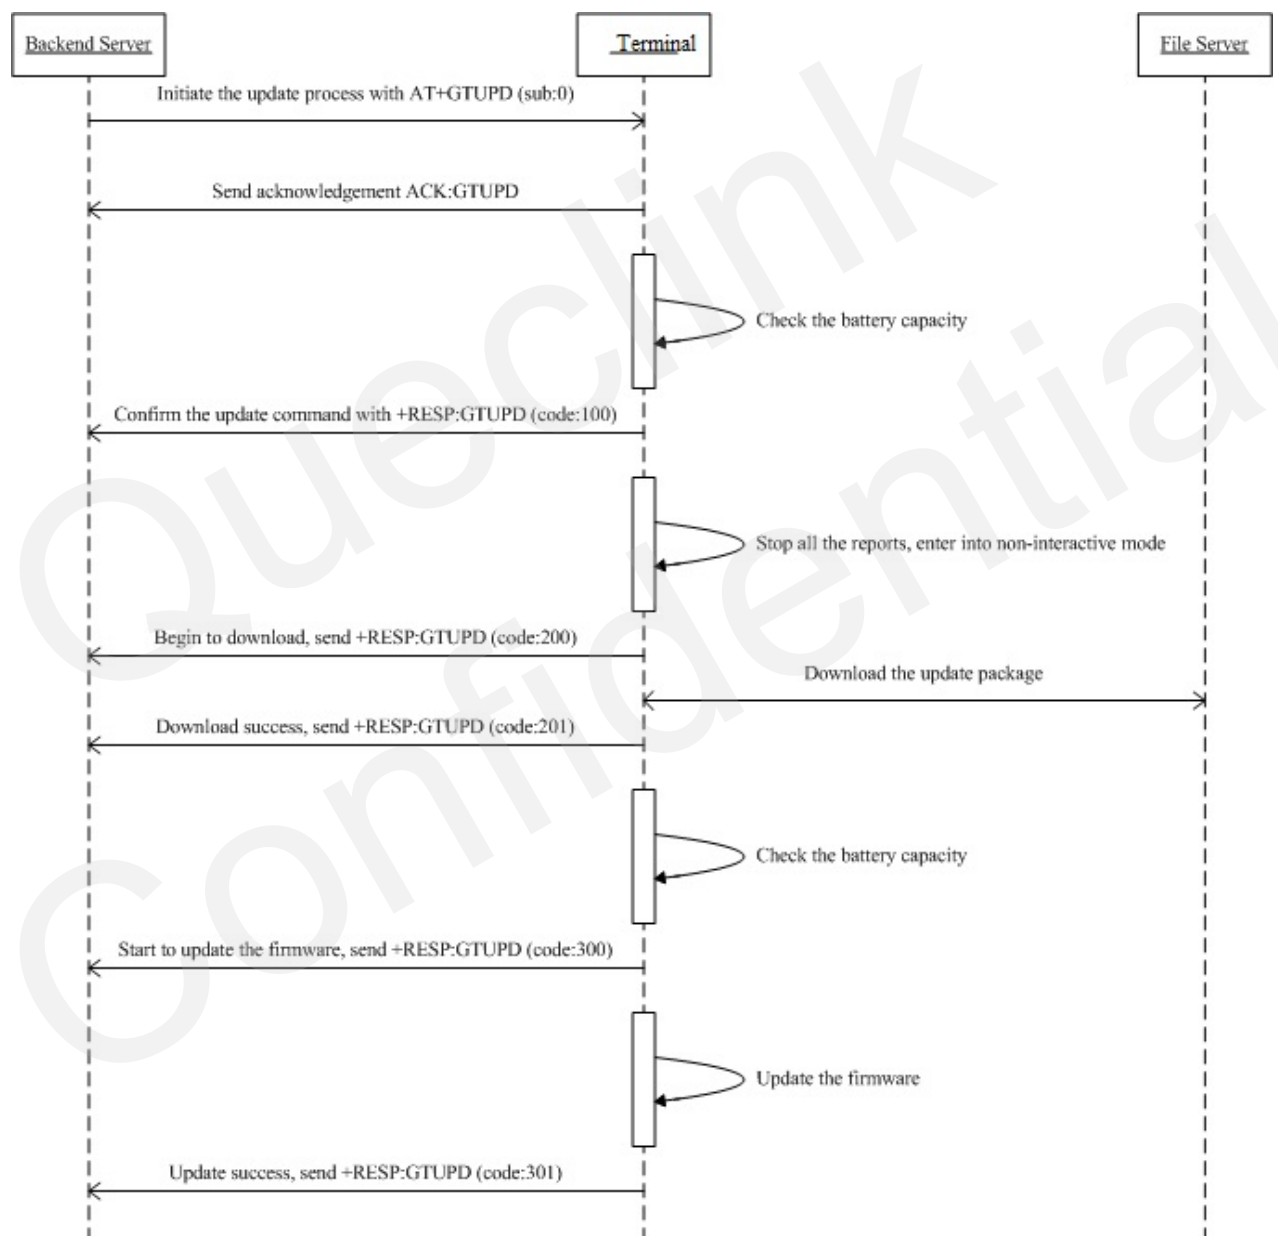 Backend Server
Terminal
File Server
Initiate the update process with AT+GTUPD (sub:0)
Send acknowledgement ACK:GTUPD
Check the battery capacity
Confirm the update command with +RESP:GTUPD (code:100)
Stop all the reports, enter into non-interactive mode
Begin to download, send +RESP:GTUPD (code:200)
Download the update package
Download success, send +RESP:GTUPD (code:201)
Check the battery capacity
Start to update the firmware, send +RESP:GTUPD (code:300)
Update the firmware
Update success, send +RESP:GTUPD (code:301)
Queclink
Confidential